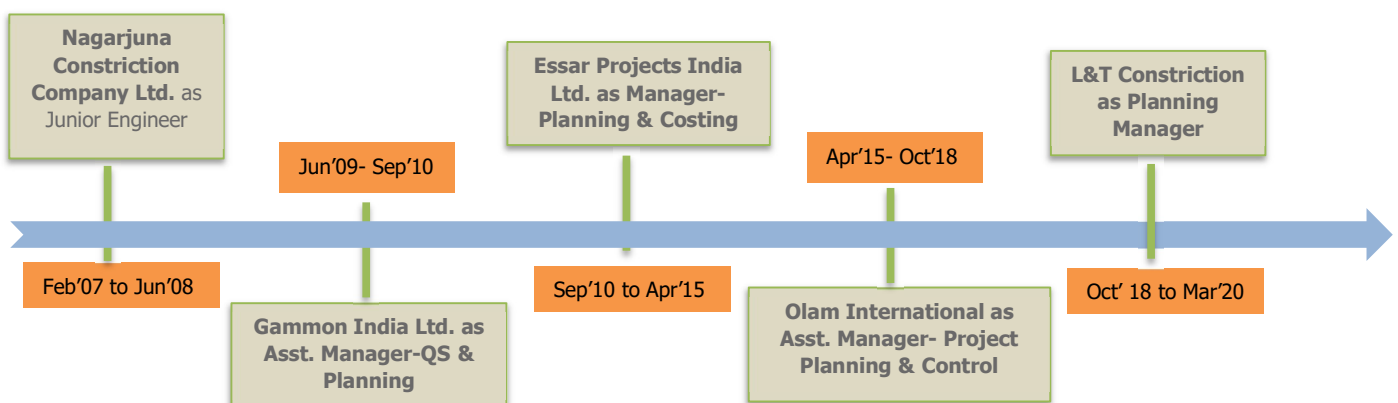 Nagarjuna
Constriction
Company Ltd. as
Junior Engineer
Feb'07 to Jun'08
Jun'09- Sep'10
Gammon India Ltd. as
Asst. Manager-QS &
Planning
Essar Projects India
Ltd. as Manager-
Planning & Costing
Sep'10 to Apr'15
Apr'15- Oct'18
Olam International as
Asst. Manager- Project
Planning & Control
L&T Constriction
as Planning
Manager
Oct' 18 to Mar'20